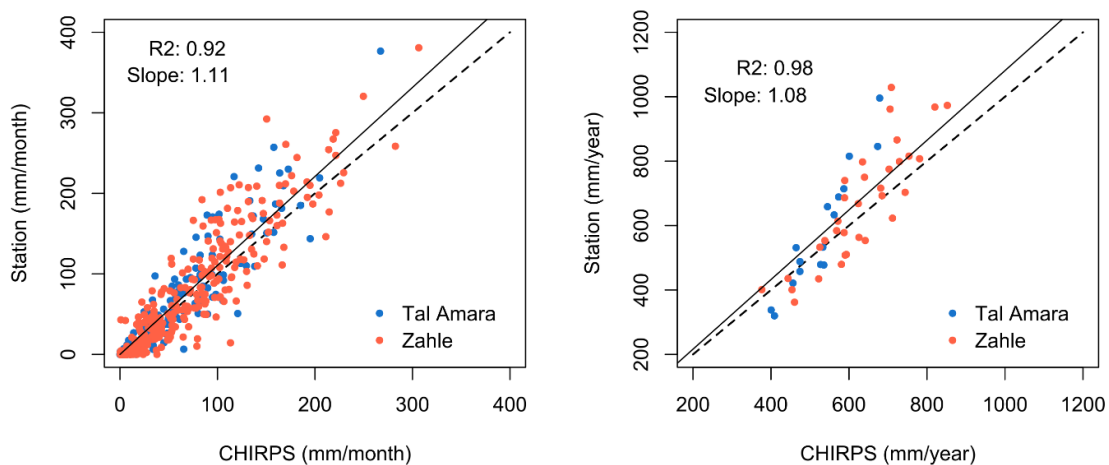 R2: 0.92
Slope: 1.11
Station (mm/month)
0
100
200
300
400
Tal Amara
Zahle
0
100
200
300
400
CHIRPS (mm/month)
R2: 0.98
Slope: 1.08
Station (mm/year)
200
400
600
800
1000
1200
Tal Amara
Zahle
200
400
600
800
1000
1200
CHIRPS (mm/year)